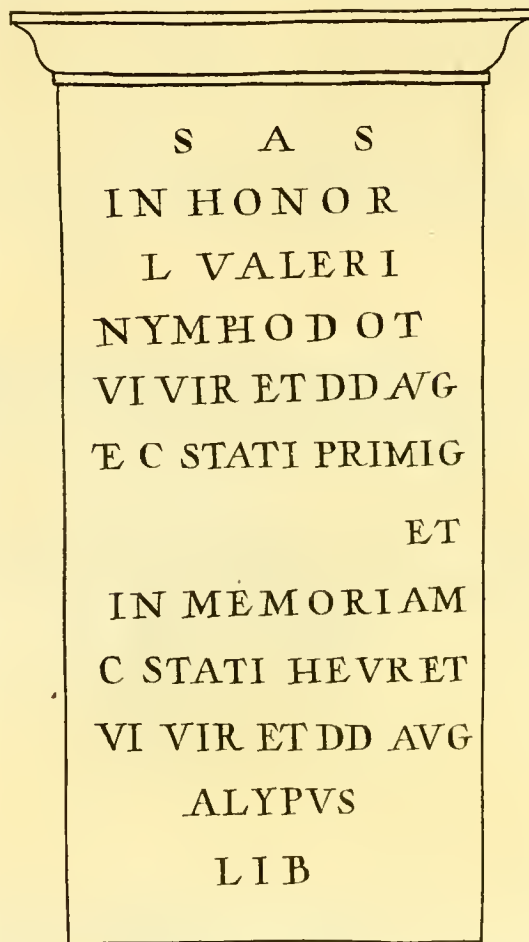 S A S
IN HONOR
L VALERI
NYMPHODOT
VI VIR ET DD AVG
ET C STATI PRIMIG
ET
IN MEMORIAM
C STATI HEVRET
VI VIR ET DD AVG
ALYPVS
LIB